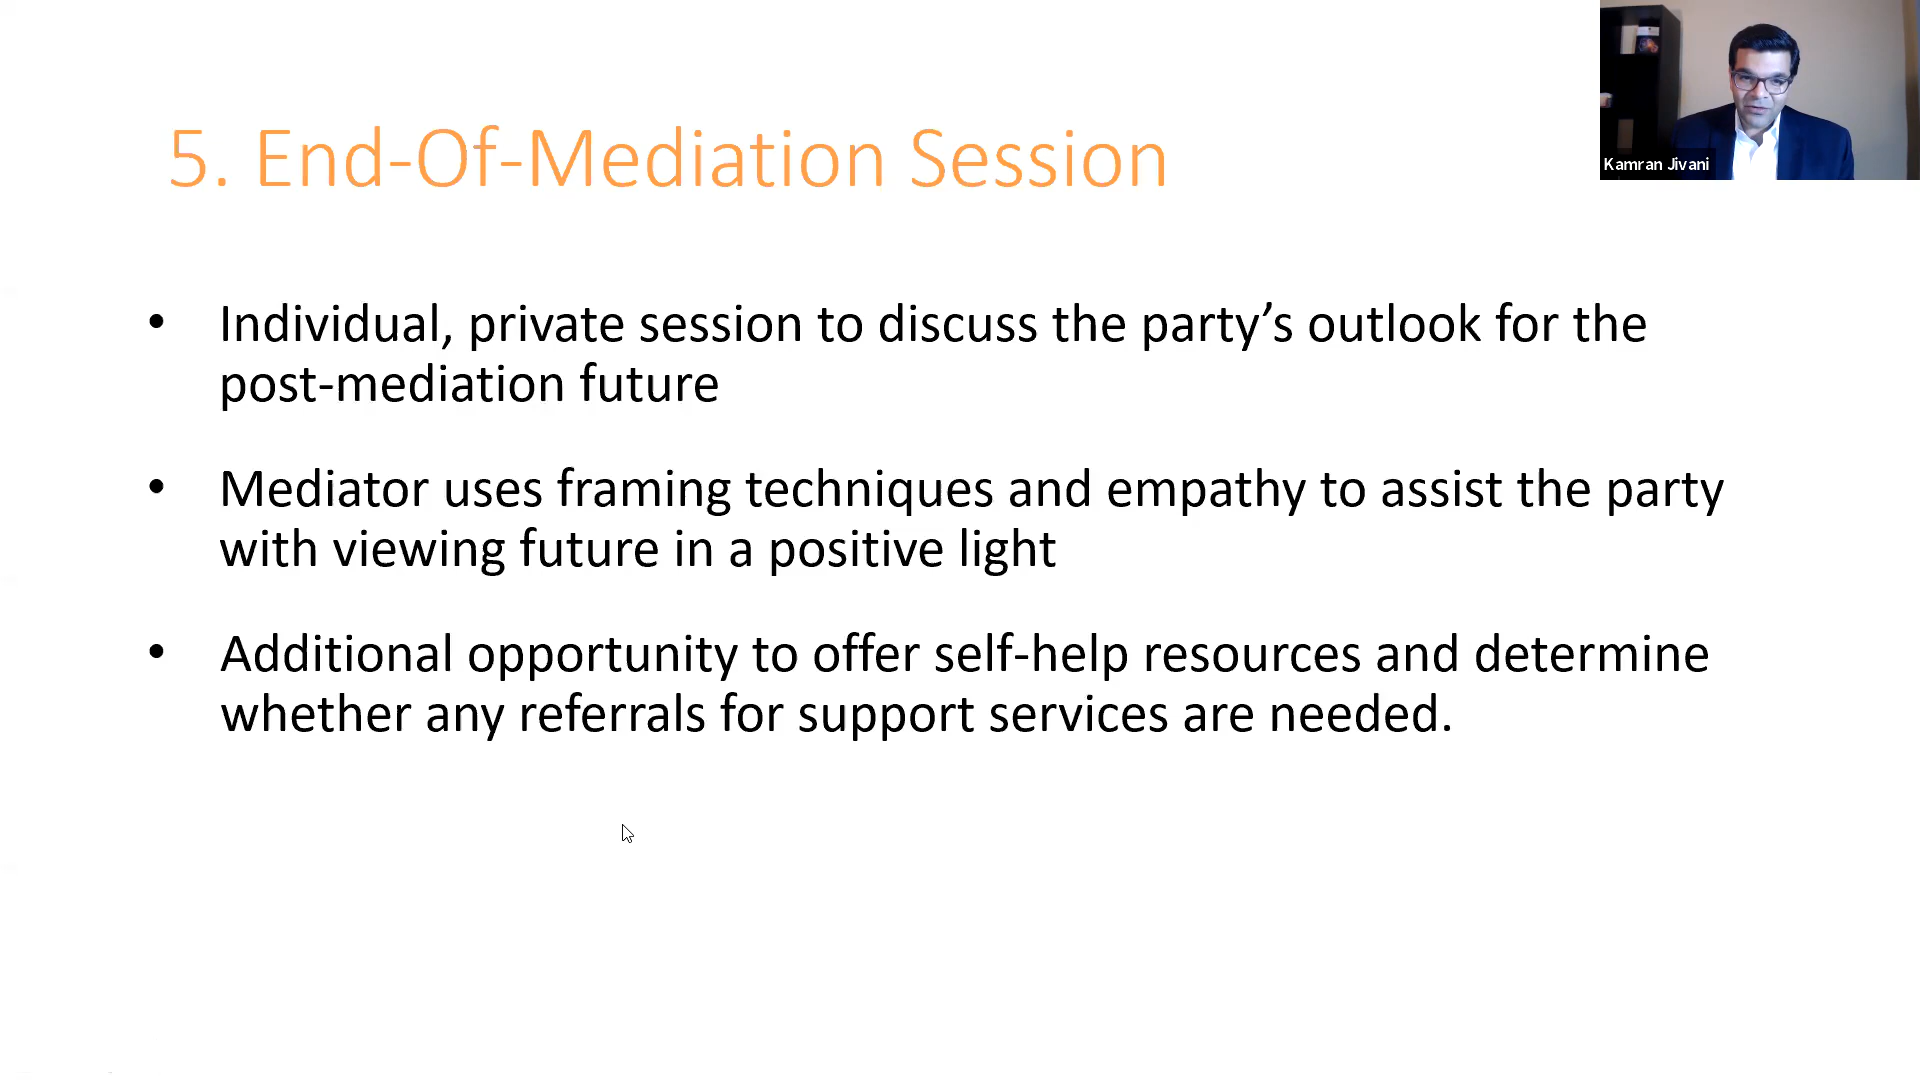 5. End-Of-Mediation Session
Kamran Jivani
• Individual, private session to discuss the party’s outlook for the
post-mediation future
• Mediator uses framing techniques and empathy to assist the party
with viewing future in a positive light
• Additional opportunity to offer self-help resources and determine
whether any referrals for support services are needed.